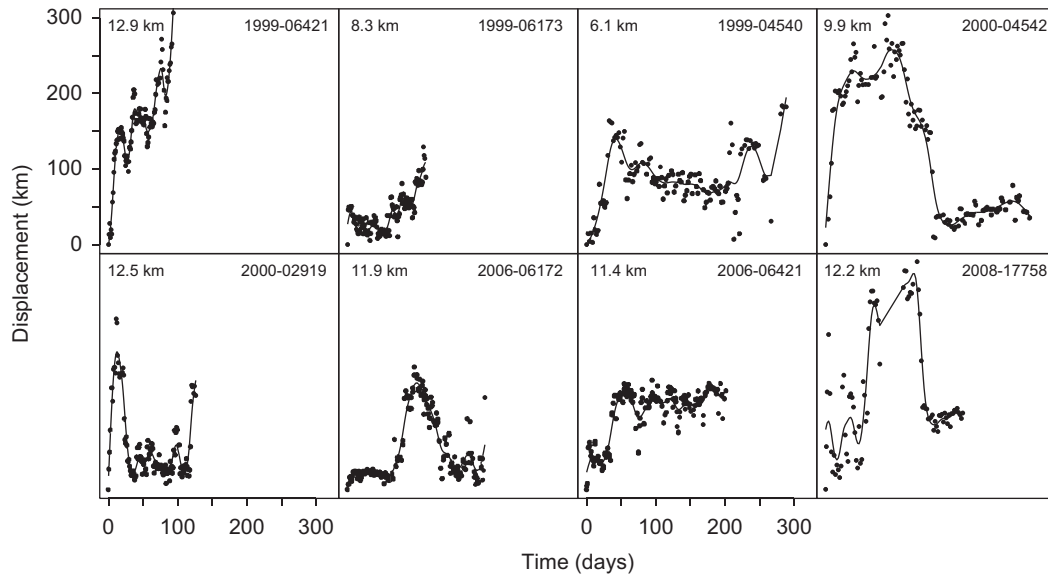 Displacement (km)
300
200
100
0
12.9 km 1999-06421
8.3 km 1999-06173
6.1 km 1999-04540
9.9 km 2000-04542
12.5 km 2000-02919
11.9 km 2006-06172
11.4 km 2006-06421
12.2 km 2008-17758
0 100 200 300 0 100 200 300
Time (days)